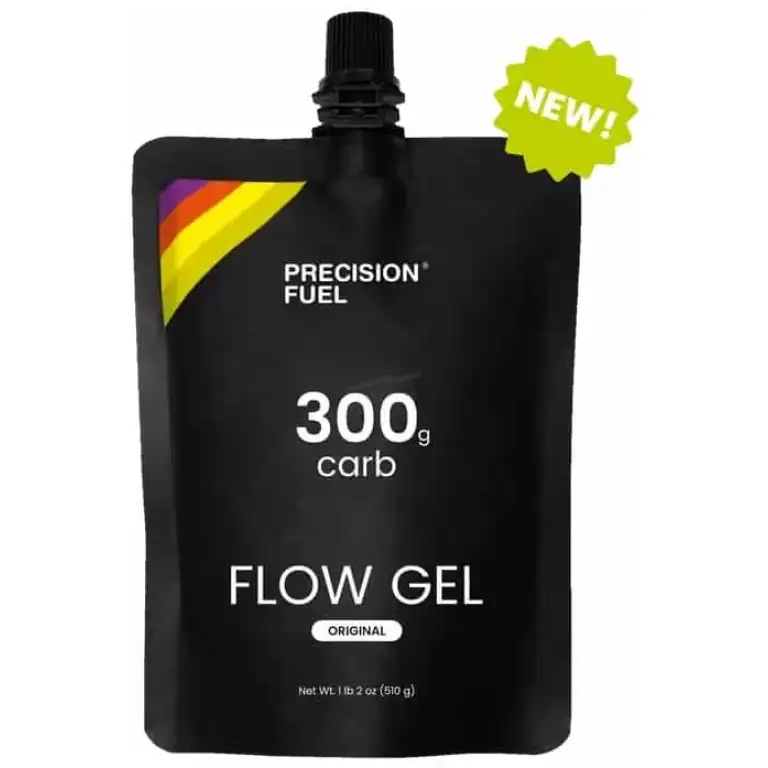 NEW!
PRECISION®
FUEL
300g
carb
FLOW GEL
ORIGINAL
Net Wt. 1 lb 2 oz (510 g)